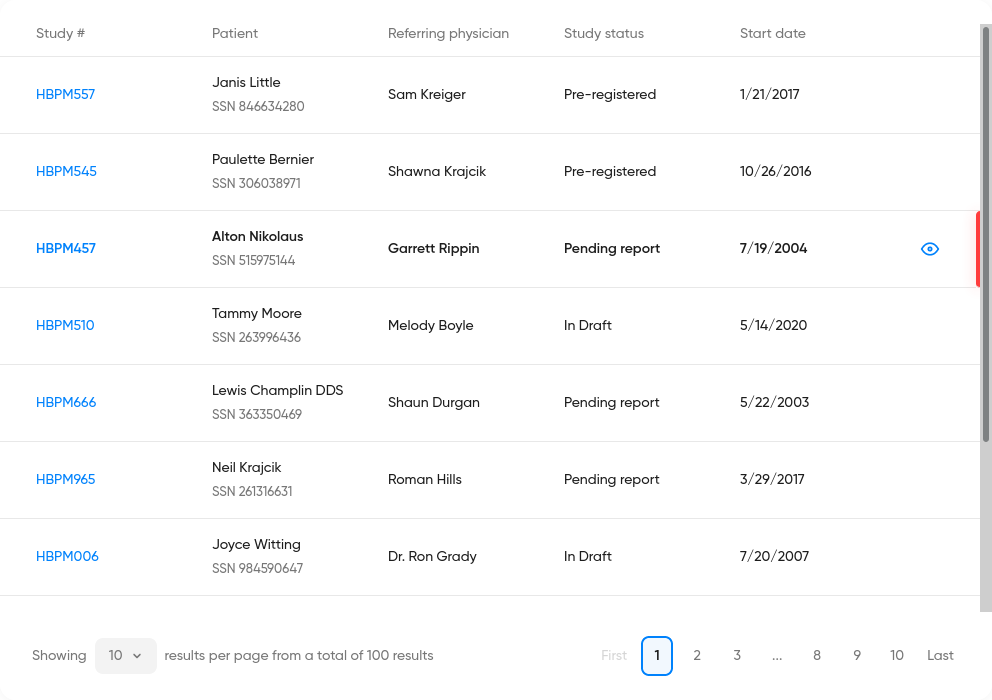 Study # Patient Referring physician Study status Start date
Janis Little
HBPM557 Sam Kreiger Pre-registered 1/21/2017
SSN 846634280
Paulette Bernier
HBPM545 Shawna Krajcik Pre-registered 10/26/2016
SSN 306038971
Alton Nikolaus
HBPM457 Garrett Rippin Pending report 7/19/2004
SSN 515975144
Tammy Moore
HBPM510 Melody Boyle In Draft 5/14/2020
SSN 263996436
Lewis Champlin DDS
HBPM666 Shaun Durgan Pending report 5/22/2003
SSN 363350469
Neil Krajcik
HBPM965 Roman Hills Pending report 3/29/2017
SSN 261316631
Joyce Witting
HBPM006 Dr. Ron Grady In Draft 7/20/2007
SSN 984590647
Showing 10 results per page from a total of 100 results First 1 2 3 ... 8 9 10 Last